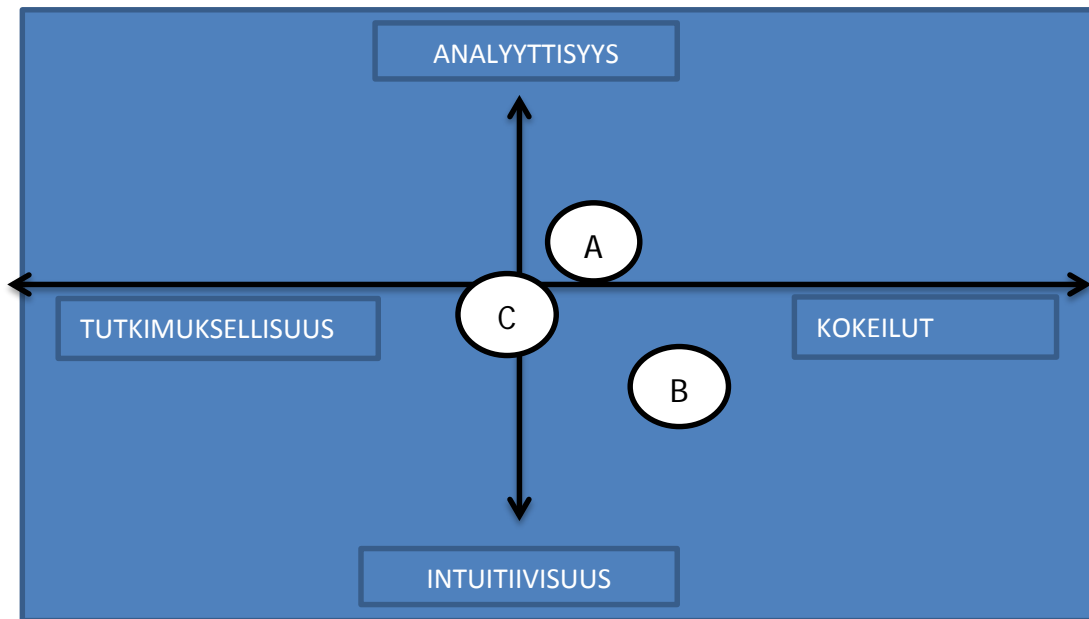 ANALYYTTISYYS
A
C
TUTKIMUKSELLISUUS
KOKEILUT
B
INTUITIIVISUUS